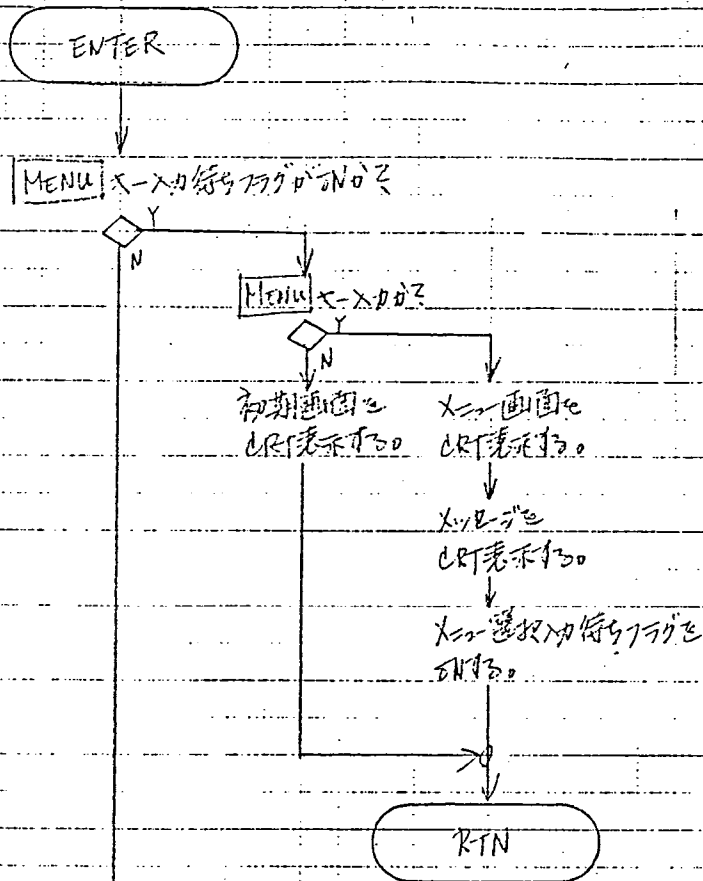 ENTER
MENU キー入力待ちフラグがONか?
Y
N
MENU キー入力か?
Y
N
初期画面を
CRT表示する。
メニュー画面を
CRT表示する。
メッセージを
CRT表示する。
メニュー選択入力待ちフラグを
ONする。
RTN